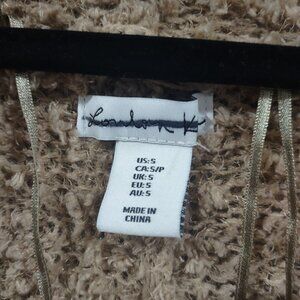 US: S
CA: S/P
UK: S
EU: S
AU: S
MADE IN
CHINA